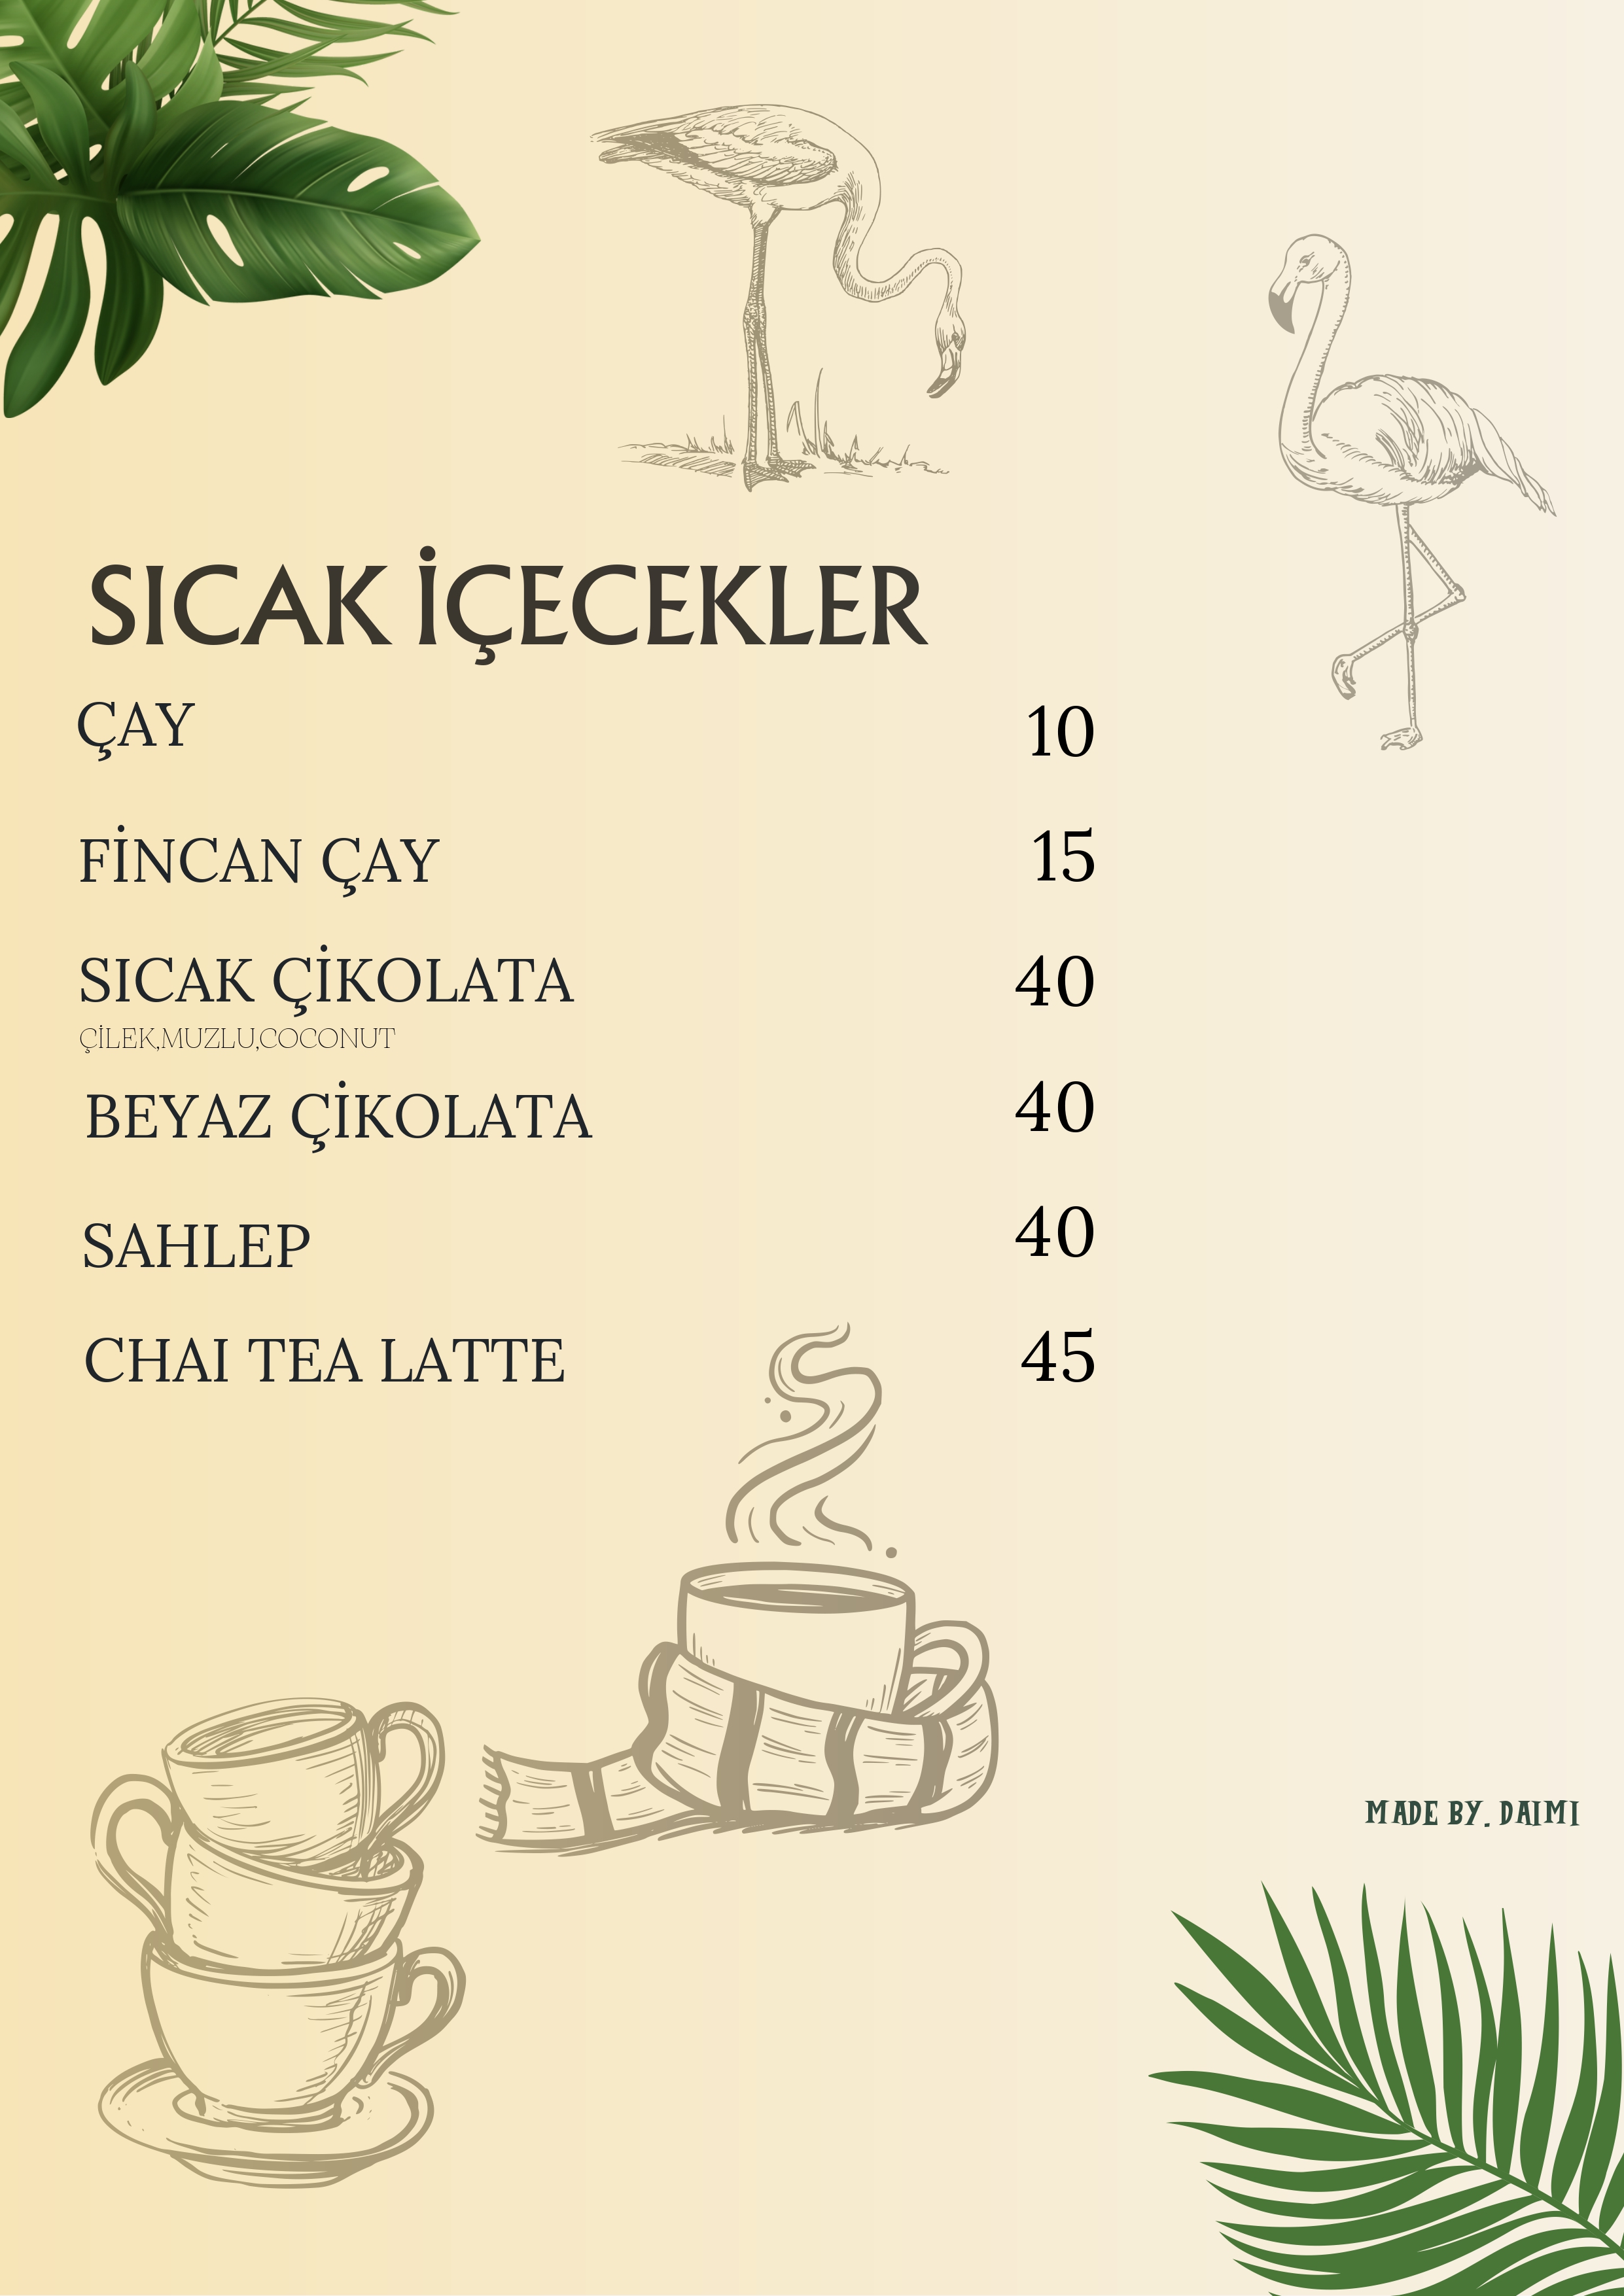 SICAK İÇECEKLER
ÇAY 10
FİNCAN ÇAY 15
SICAK ÇİKOLATA 40
ÇİLEK,MUZLU,COCONUT
BEYAZ ÇİKOLATA 40
SAHLEP 40
CHAI TEA LATTE 45
MADE BY. DAIMI